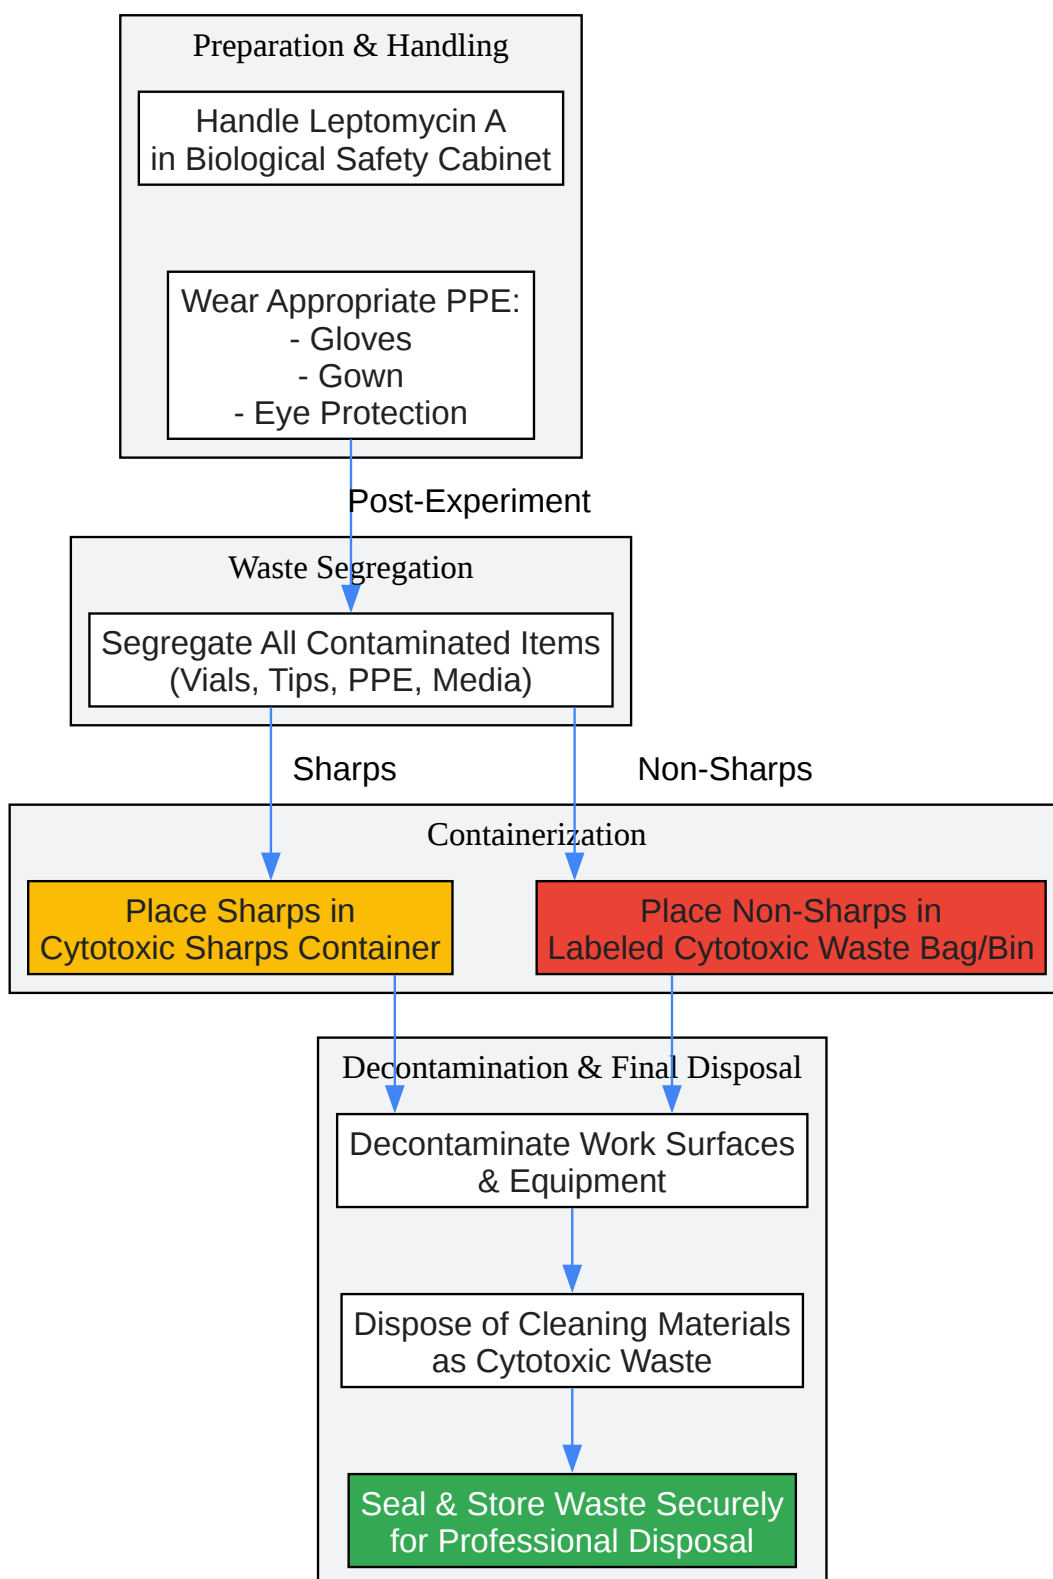 Preparation & Handling
Handle Leptomycin A
in Biological Safety Cabinet
Wear Appropriate PPE:
- Gloves
- Gown
- Eye Protection
Post-Experiment
Waste Segregation
Segregate All Contaminated Items
(Vials, Tips, PPE, Media)
Sharps
Non-Sharps
Containerization
Place Sharps in
Cytotoxic Sharps Container
Place Non-Sharps in
Labeled Cytotoxic Waste Bag/Bin
Decontamination & Final Disposal
Decontaminate Work Surfaces
& Equipment
Dispose of Cleaning Materials
as Cytotoxic Waste
Seal & Store Waste Securely
for Professional Disposal